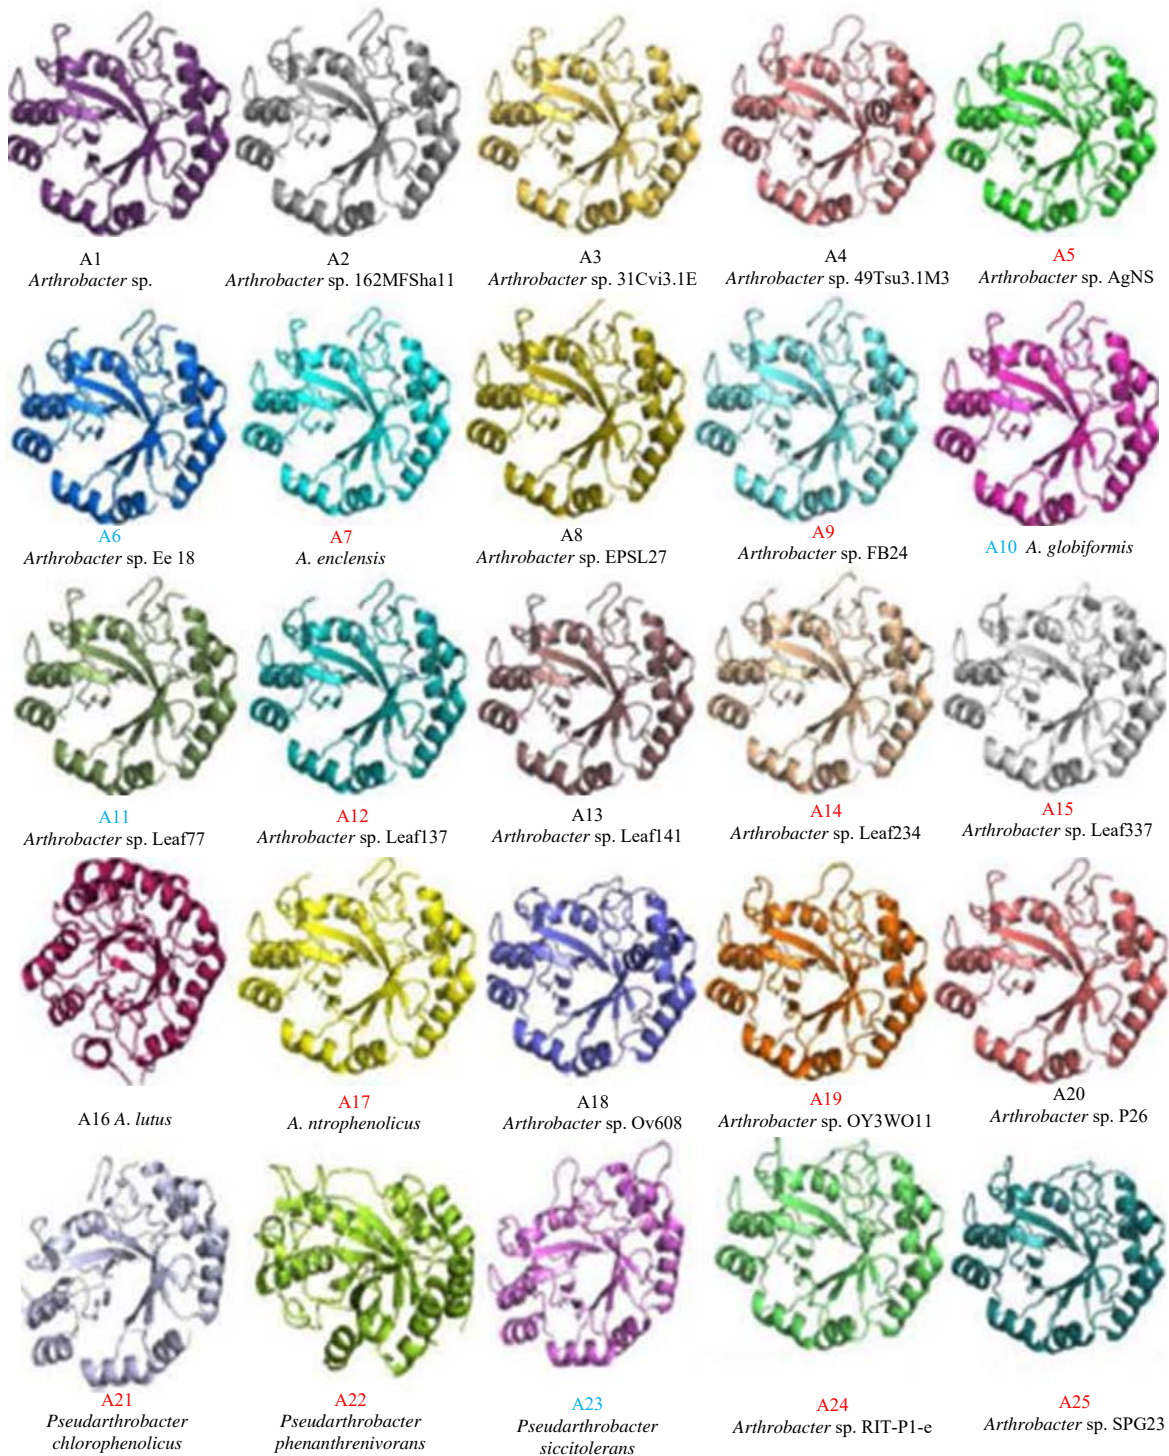 A1
Arthrobacter sp.
A2
Arthrobacter sp. 162MFSha11
A3
Arthrobacter sp. 31Cvi3.1E
A4
Arthrobacter sp. 49Tsu3.1M3
A5
Arthrobacter sp. AgNS
A6
Arthrobacter sp. Ee 18
A7
A. enclensis
A8
Arthrobacter sp. EPSL27
A9
Arthrobacter sp. FB24
A10 A. globiformis
A11
Arthrobacter sp. Leaf77
A12
Arthrobacter sp. Leaf137
A13
Arthrobacter sp. Leaf141
A14
Arthrobacter sp. Leaf234
A15
Arthrobacter sp. Leaf337
A16 A. lutus
A17
A. ntrophenolicus
A18
Arthrobacter sp. Ov608
A19
Arthrobacter sp. OY3WO11
A20
Arthrobacter sp. P26
A21
Pseudarthrobacter
chlorophenolicus
A22
Pseudarthrobacter
phenanthrenivorans
A23
Pseudarthrobacter
siccitolerans
A24
Arthrobacter sp. RIT-P1-e
A25
Arthrobacter sp. SPG23